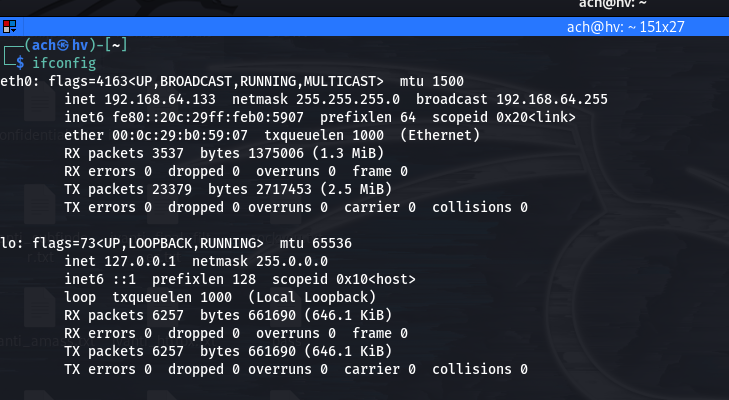 ach@hv: ~
ach@hv: ~ 151x27
(ach㉿hv)-[~]
$ ifconfig
eth0: flags=4163<UP,BROADCAST,RUNNING,MULTICAST>  mtu 1500
        inet 192.168.64.133  netmask 255.255.255.0  broadcast 192.168.64.255
        inet6 fe80::20c:29ff:feb0:5907  prefixlen 64  scopeid 0x20<link>
        ether 00:0c:29:b0:59:07  txqueuelen 1000  (Ethernet)
        RX packets 3537  bytes 1375006 (1.3 MiB)
        RX errors 0  dropped 0  overruns 0  frame 0
        TX packets 23379  bytes 2717453 (2.5 MiB)
        TX errors 0  dropped 0 overruns 0  carrier 0  collisions 0

lo: flags=73<UP,LOOPBACK,RUNNING>  mtu 65536
        inet 127.0.0.1  netmask 255.0.0.0
        inet6 ::1  prefixlen 128  scopeid 0x10<host>
        loop  txqueuelen 1000  (Local Loopback)
        RX packets 6257  bytes 661690 (646.1 KiB)
        RX errors 0  dropped 0  overruns 0  frame 0
        TX packets 6257  bytes 661690 (646.1 KiB)
        TX errors 0  dropped 0 overruns 0  carrier 0  collisions 0